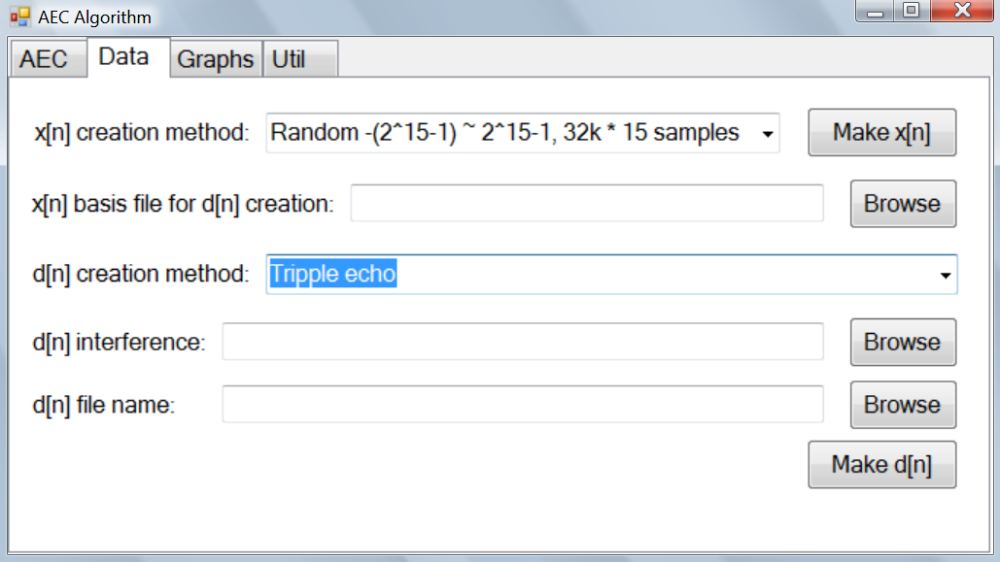 AEC Algorithm
AEC Data Graphs Util
x[n] creation method: Random -(2^15-1) ~ 2^15-1, 32k * 15 samples Make x[n]
x[n] basis file for d[n] creation: Browse
d[n] creation method: Tripple echo
d[n] interference: Browse
d[n] file name: Browse
Make d[n]